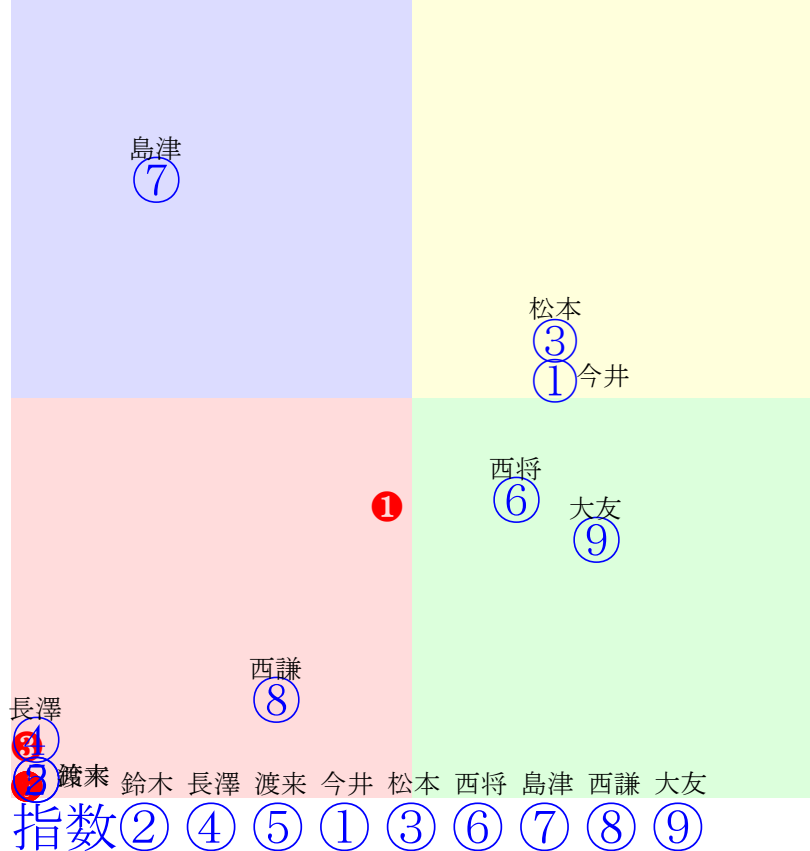 島津
⑦
松本
③
①今井
❶
西将
⑥
大友
⑨
西謙
⑧
長澤
④
鈴木 長澤 渡来 今井 松本 西将 島津 西謙 大友
指数②④⑤①③⑥⑦⑧⑨